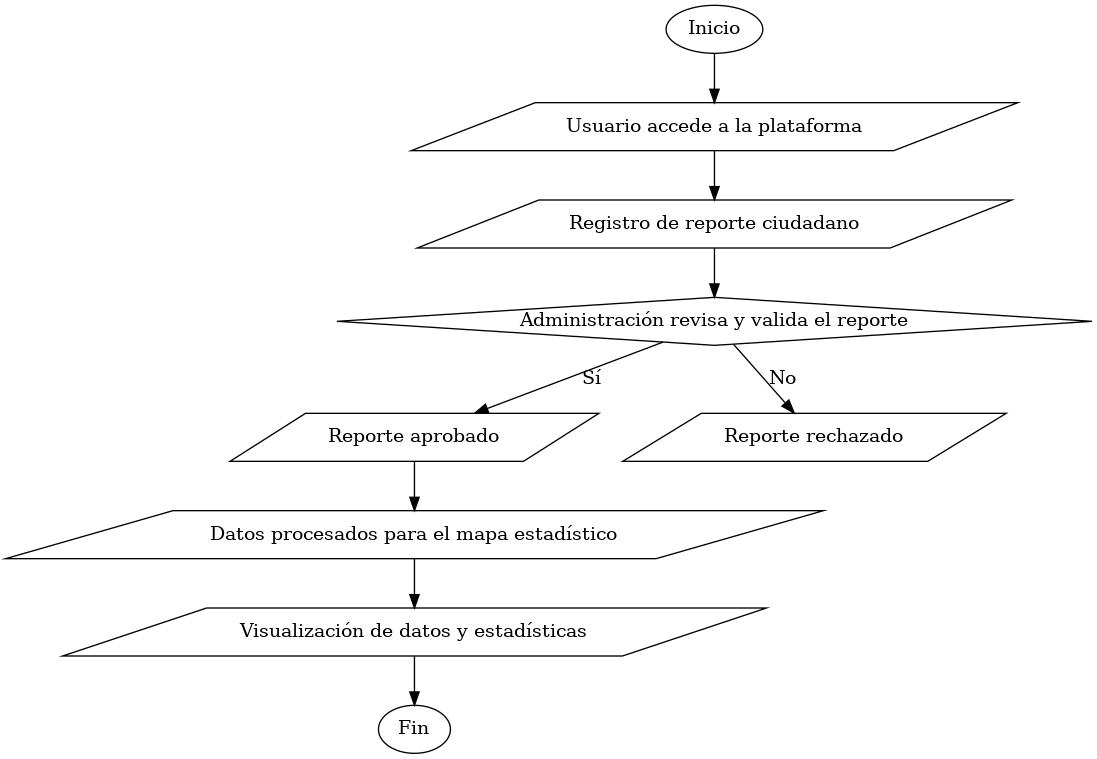 Inicio
Usuario accede a la plataforma
Registro de reporte ciudadano
Administración revisa y valida el reporte
Sí
No
Reporte aprobado
Reporte rechazado
Datos procesados para el mapa estadístico
Visualización de datos y estadísticas
Fin